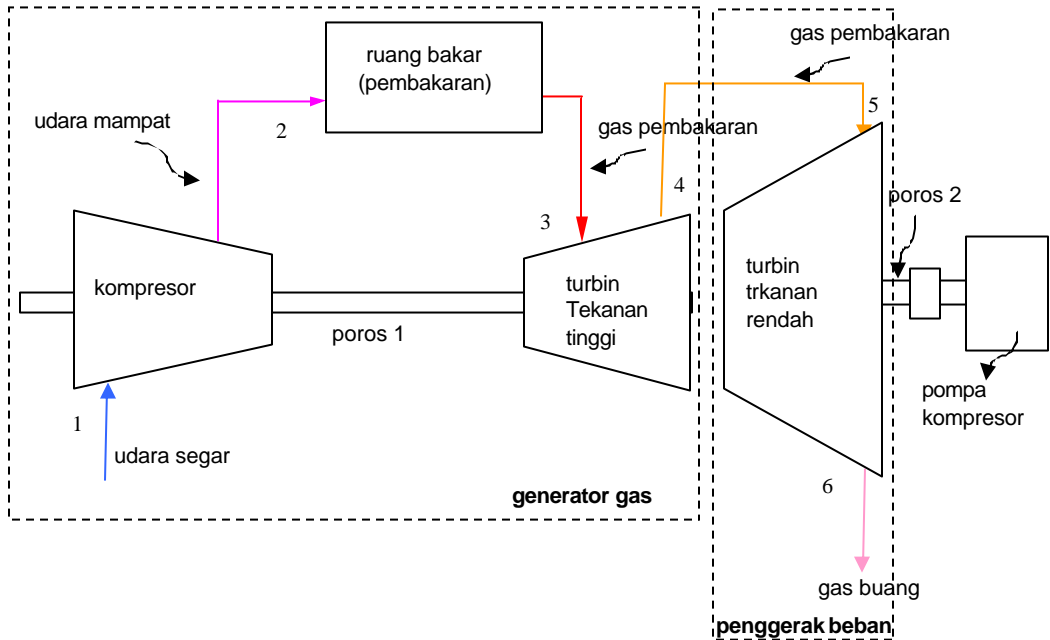 gas pembakaran
ruang bakar
(pembakaran)
5
udara mampat
2
gas pembakaran
4
poros 2
3
kompresor
turbin
Tekanan
tinggi
turbin
trkanan
rendah
poros 1
pompa
kompresor
1
udara segar
6
generator gas
gas buang
penggerak beban